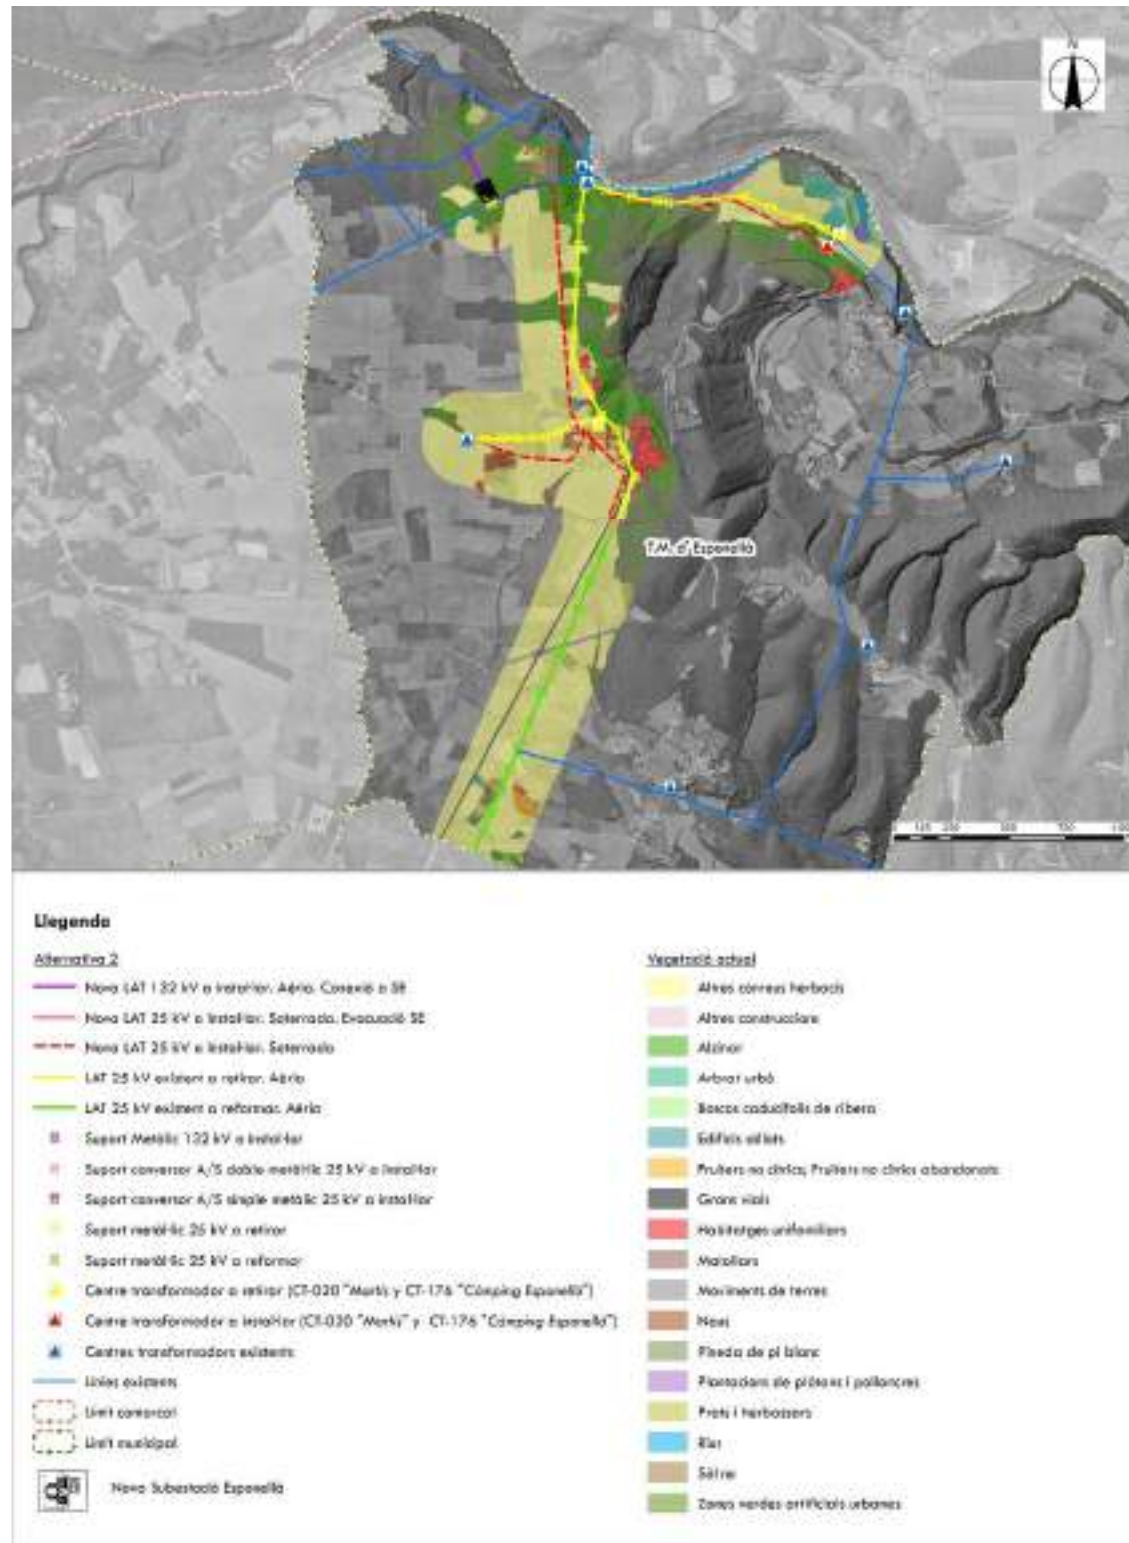 N
T.M. d'Esponellà
Llegenda
Alternativa 2
Nova LAT 132 kV a instal·lar. Aèria. Conexió a SE
Nova LAT 25 kV a instal·lar. Soterrada. Evacuació SE
Nova LAT 25 kV a instal·lar. Soterrada
LAT 25 kV existent a retirar. Aèria
LAT 25 kV existent a reformar. Aèria
Suport Metàlic 132 kV a instal·lar
Suport conversor A/S doble metàl·lic 25 kV a instal·lar
Suport conversor A/S simple metàlic 25 kV a instal·lar
Suport metàl·lic 25 kV a retirar
Suport metàl·lic 25 kV a reformar
Centre transformador a retirar (CT-020 "Martís y CT-176 "Càmping Esponellà")
Centre transformador a instal·lar (CT-020 "Martís" y CT-176 "Càmping Esponellà")
Centres transformadors existents
Línies existents
Límit comarcal
Límit municipal
Nova Subestació Esponellà
Vegetació actual
Altres conreus herbacis
Altres construccions
Alzinar
Arbrat urbà
Boscos caducifolis de ribera
Edificis aïllats
Fruiters no cítrics; Fruiters no cítrics abandonats
Grans vials
Habitatges unifamiliars
Matollars
Moviments de terres
Naus
Pineda de pi blanc
Plantacions de plàtans i pollancres
Prats i herbassars
Rius
Zones verdes artificials urbanes